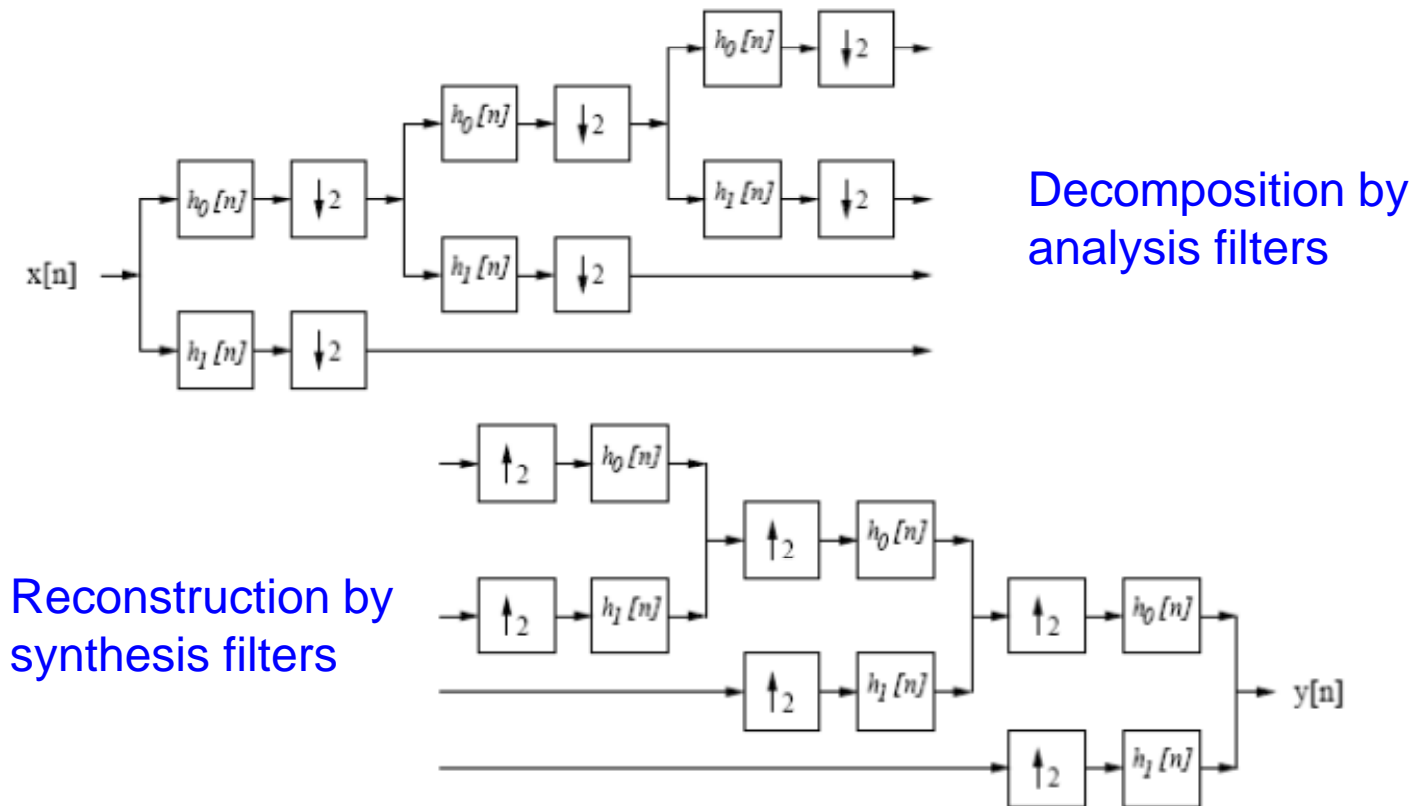 h₀[n] ↓2
h₀[n] ↓2
h₀[n] ↓2
h₁[n] ↓2
Decomposition by
analysis filters
x[n]
h₁[n] ↓2
h₁[n] ↓2
↑2 h₀[n]
↑2 h₀[n]
Reconstruction by
synthesis filters
↑2 h₁[n]
↑2 h₀[n]
↑2 h₁[n]
y[n]
↑2 h₁[n]